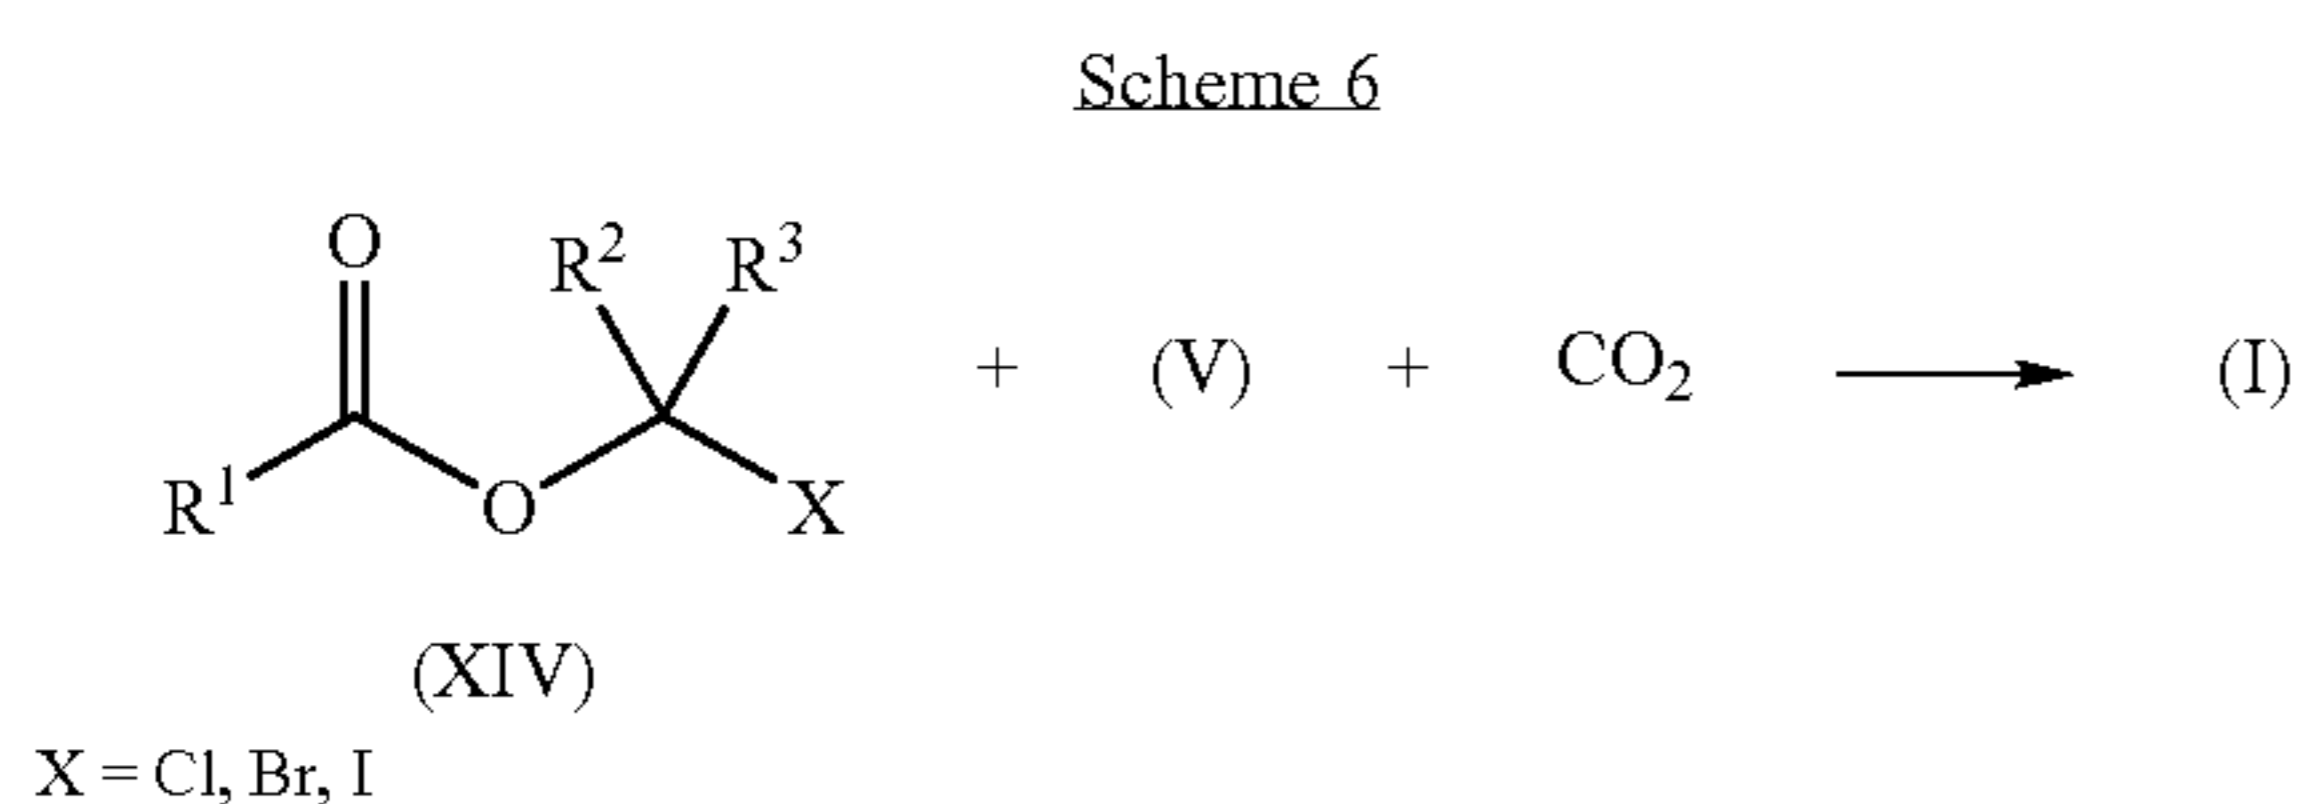 Scheme 6
O
R² R³
+ (V) + CO₂ (I)
R¹ O X
(XIV)
X = Cl, Br, I